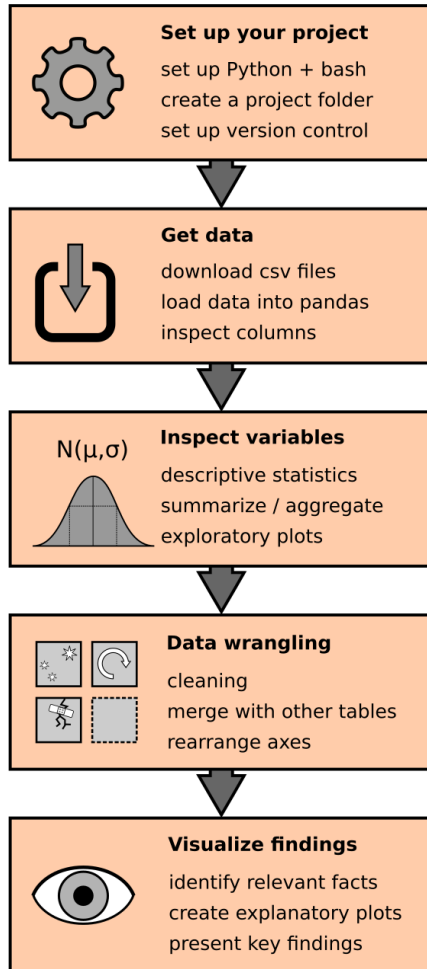 Set up your project
set up Python + bash
create a project folder
set up version control
Get data
download csv files
load data into pandas
inspect columns
N(μ,σ)
Inspect variables
descriptive statistics
summarize / aggregate
exploratory plots
Data wrangling
cleaning
merge with other tables
rearrange axes
Visualize findings
identify relevant facts
create explanatory plots
present key findings